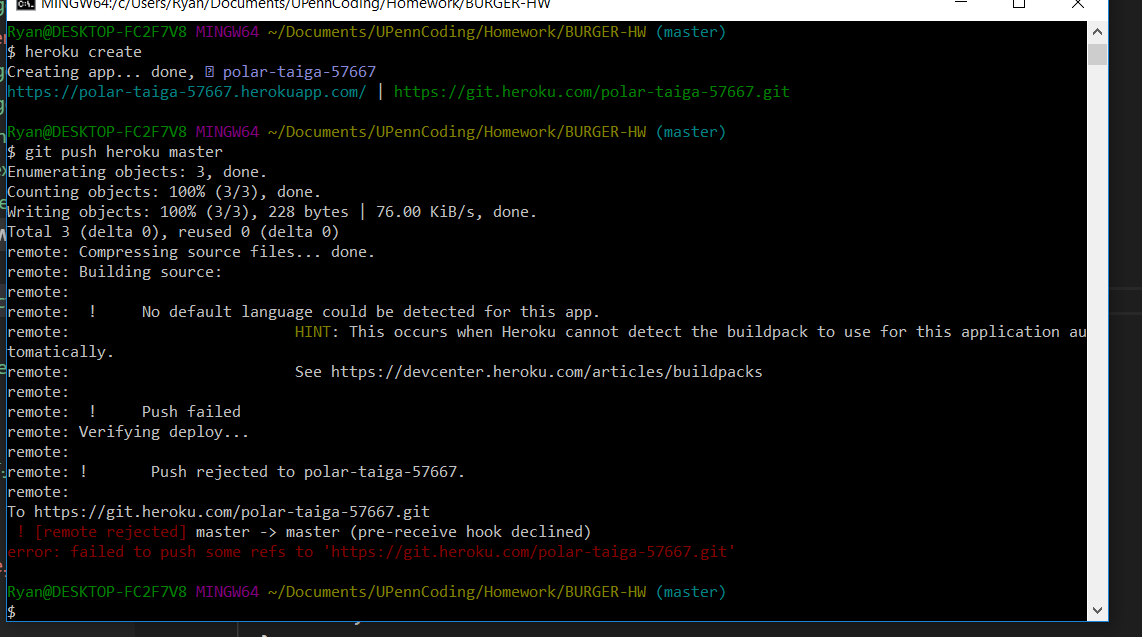 MINGW64:/c/Users/Ryan/Documents/UPennCoding/Homework/BURGER-HW
Ryan@DESKTOP-FC2F7V8 MINGW64 ~/Documents/UPennCoding/Homework/BURGER-HW (master)
$ heroku create
Creating app... done, polar-taiga-57667
https://polar-taiga-57667.herokuapp.com/ | https://git.heroku.com/polar-taiga-57667.git
Ryan@DESKTOP-FC2F7V8 MINGW64 ~/Documents/UPennCoding/Homework/BURGER-HW (master)
$ git push heroku master
Enumerating objects: 3, done.
Counting objects: 100% (3/3), done.
Writing objects: 100% (3/3), 228 bytes | 76.00 KiB/s, done.
Total 3 (delta 0), reused 0 (delta 0)
remote: Compressing source files... done.
remote: Building source:
remote:
remote:  !     No default language could be detected for this app.
remote:                         HINT: This occurs when Heroku cannot detect the buildpack to use for this application au
tomatically.
remote:                         See https://devcenter.heroku.com/articles/buildpacks
remote:
remote:  !     Push failed
remote: Verifying deploy...
remote:
remote: !       Push rejected to polar-taiga-57667.
remote:
To https://git.heroku.com/polar-taiga-57667.git
 ! [remote rejected] master -> master (pre-receive hook declined)
error: failed to push some refs to 'https://git.heroku.com/polar-taiga-57667.git'
Ryan@DESKTOP-FC2F7V8 MINGW64 ~/Documents/UPennCoding/Homework/BURGER-HW (master)
$